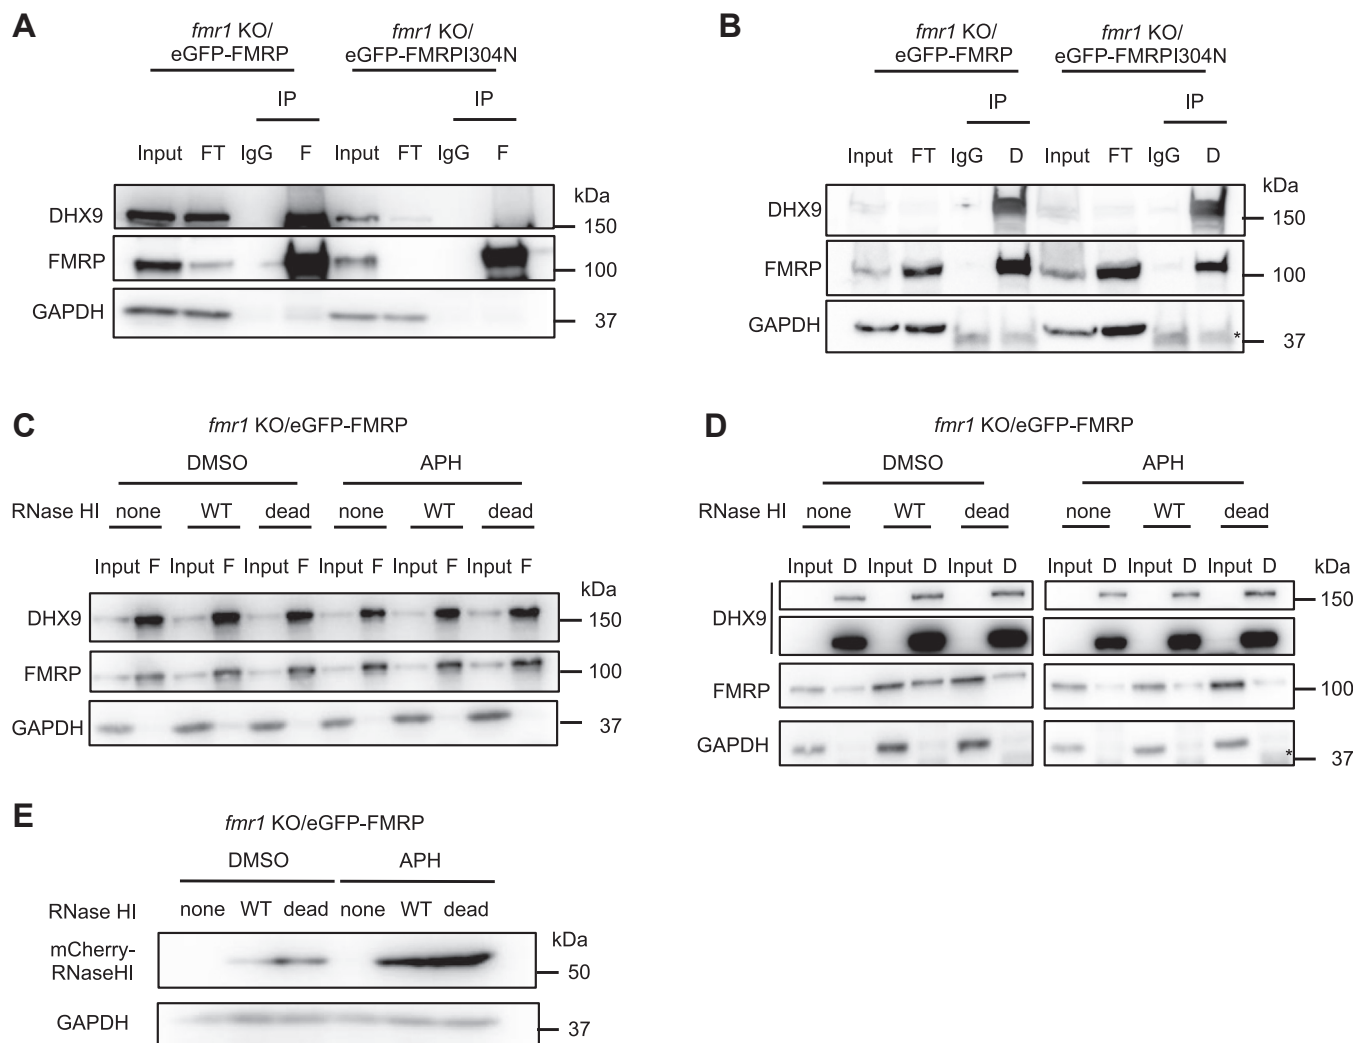 A
fmr1 KO/
eGFP-FMRP
fmr1 KO/
eGFP-FMRPI304N
IP
IP
Input FT IgG F Input FT IgG F
kDa
DHX9
150
FMRP
100
GAPDH
37
B
fmr1 KO/
eGFP-FMRP
fmr1 KO/
eGFP-FMRPI304N
IP
IP
Input FT IgG D Input FT IgG D
kDa
DHX9
150
FMRP
100
GAPDH
*
37
C
fmr1 KO/eGFP-FMRP
DMSO APH
RNase HI none WT dead none WT dead
Input F Input F Input F Input F Input F Input F
kDa
DHX9
150
FMRP
100
GAPDH
37
D
fmr1 KO/eGFP-FMRP
DMSO APH
RNase HI none WT dead none WT dead
Input D Input D Input D Input D Input D Input D
kDa
150
DHX9
FMRP
100
GAPDH
*
37
E
fmr1 KO/eGFP-FMRP
DMSO APH
RNase HI none WT dead none WT dead
kDa
mCherry-
RNaseHI
50
GAPDH
37